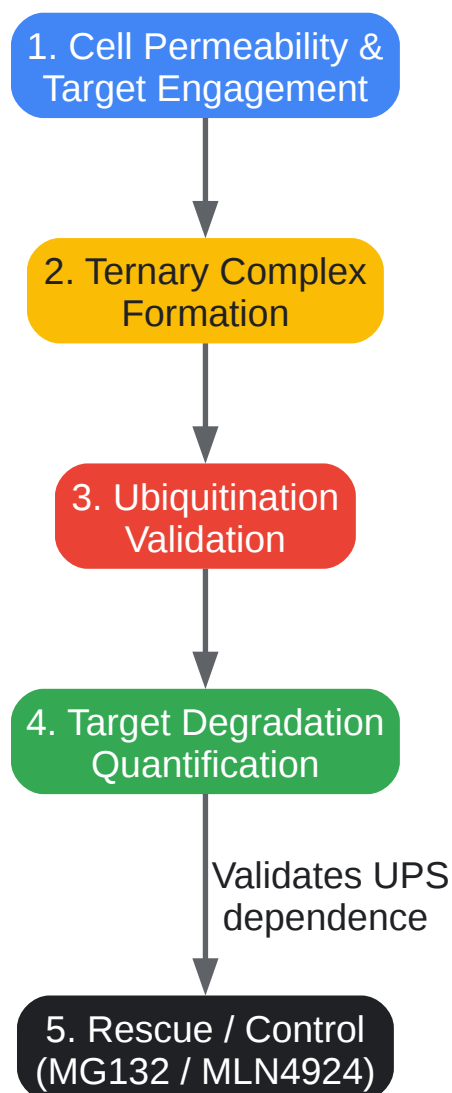 1. Cell Permeability &
Target Engagement
2. Ternary Complex
Formation
3. Ubiquitination
Validation
4. Target Degradation
Quantification
Validates UPS
dependence
5. Rescue / Control
(MG132 / MLN4924)